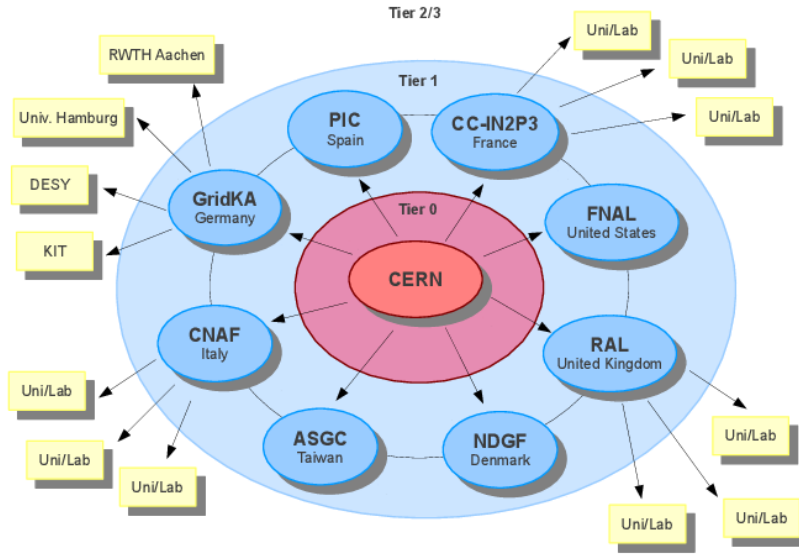 Tier 2/3
Uni/Lab
RWTH Aachen
Uni/Lab
Tier 1
Univ. Hamburg
PIC
Spain
CC-IN2P3
France
Uni/Lab
DESY
GridKA
Germany
Tier 0
FNAL
United States
KIT
CERN
CNAF
Italy
RAL
United Kingdom
Uni/Lab
ASGC
Taiwan
NDGF
Denmark
Uni/Lab
Uni/Lab
Uni/Lab
Uni/Lab
Uni/Lab